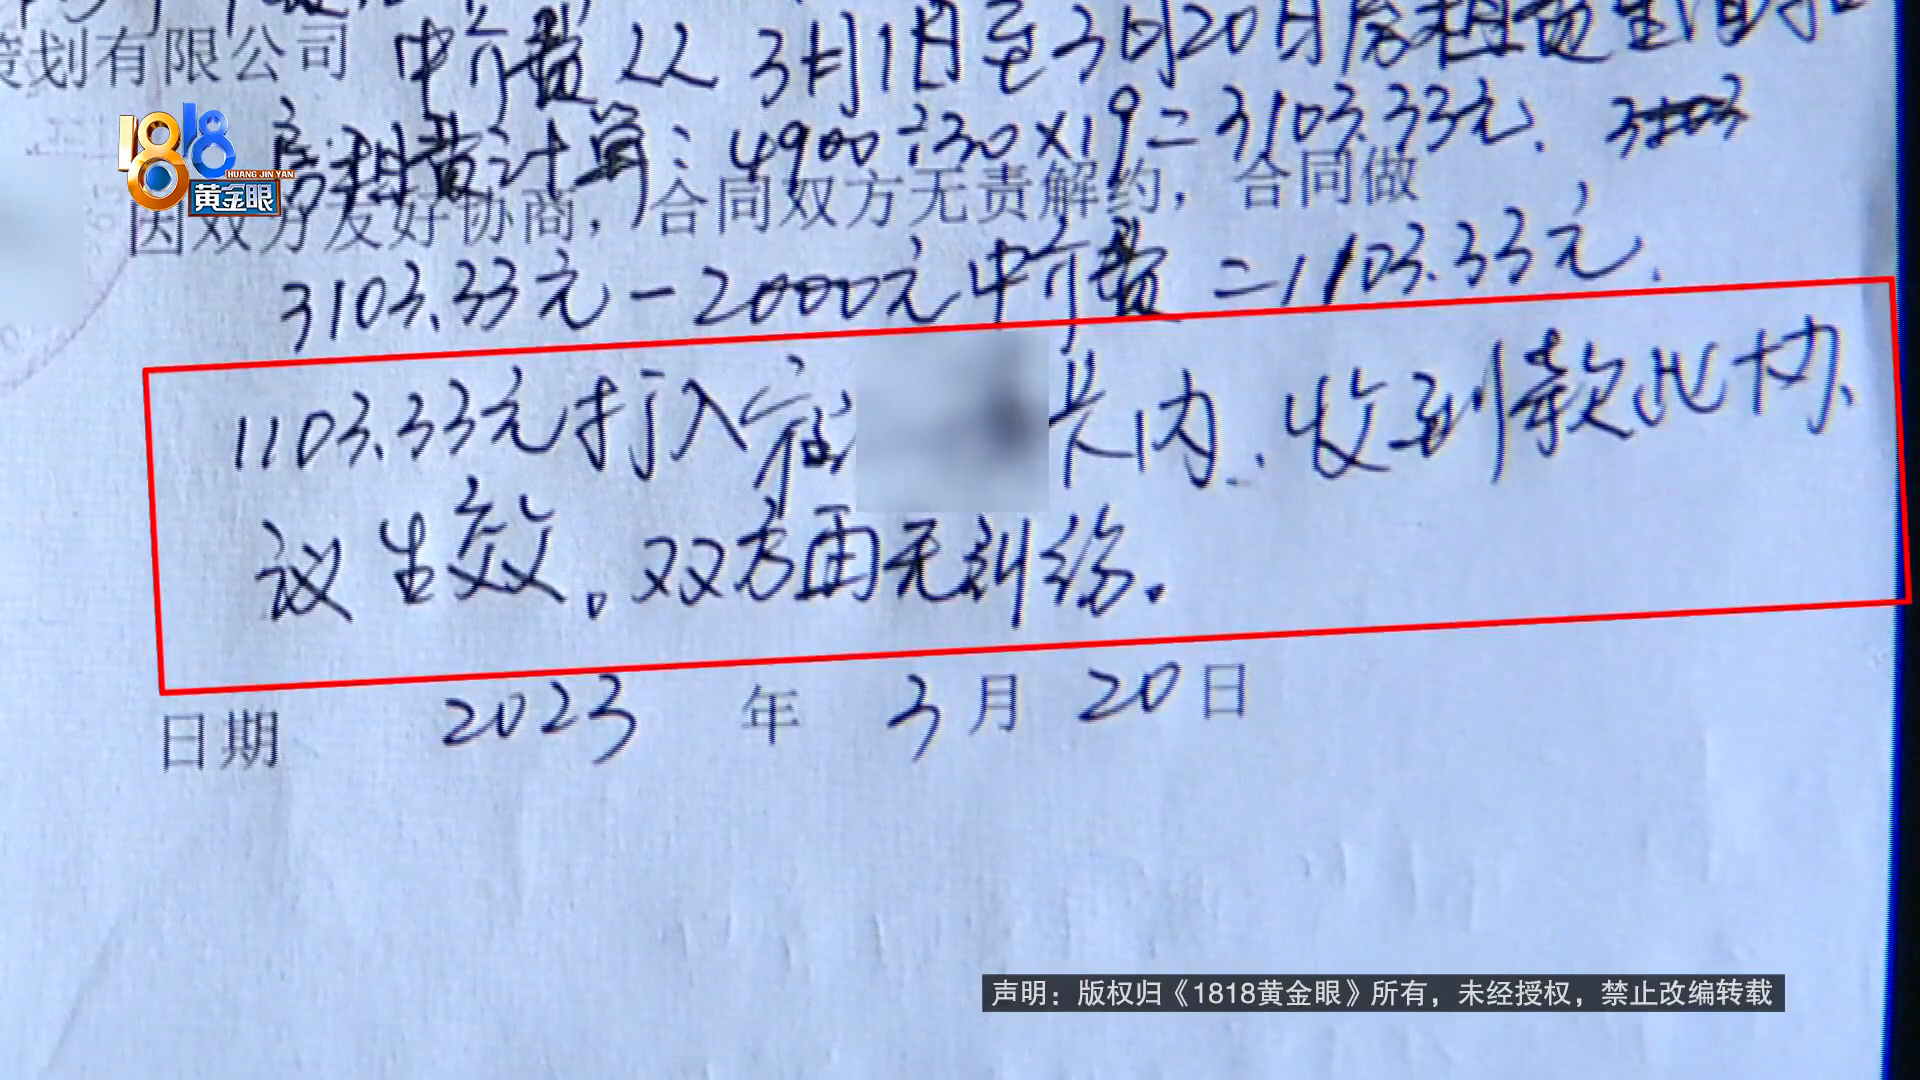 策划有限公司 中介费从3月1日至3日20日房租费
房租费计算：4900÷30×19=3103.33元.
因双方友好协商，合同双方无责解约，合同做
3103.33元-2000元中介费=1103.33元.
1103.33元打入 卡内.收到款此协
议生效。双方再无纠纷.
日期 2023 年 3月 20日
1818
HUANG JIN YAN
黄金眼
声明：版权归《1818黄金眼》所有，未经授权，禁止改编转载